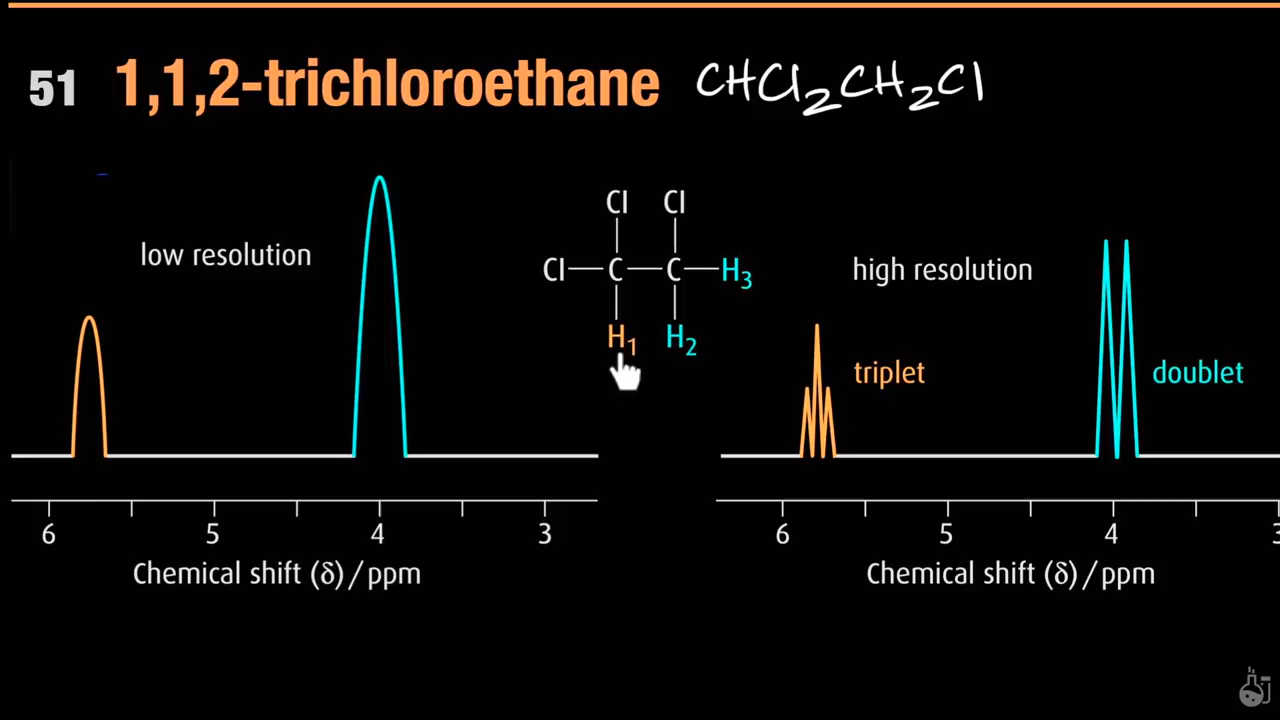 51 1,1,2-trichloroethane CHCl₂CH₂Cl
low resolution
Cl Cl
Cl C C H₃
H₁ H₂
high resolution
triplet
doublet
6 5 4 3
Chemical shift (δ)/ppm
6 5 4 3
Chemical shift (δ)/ppm